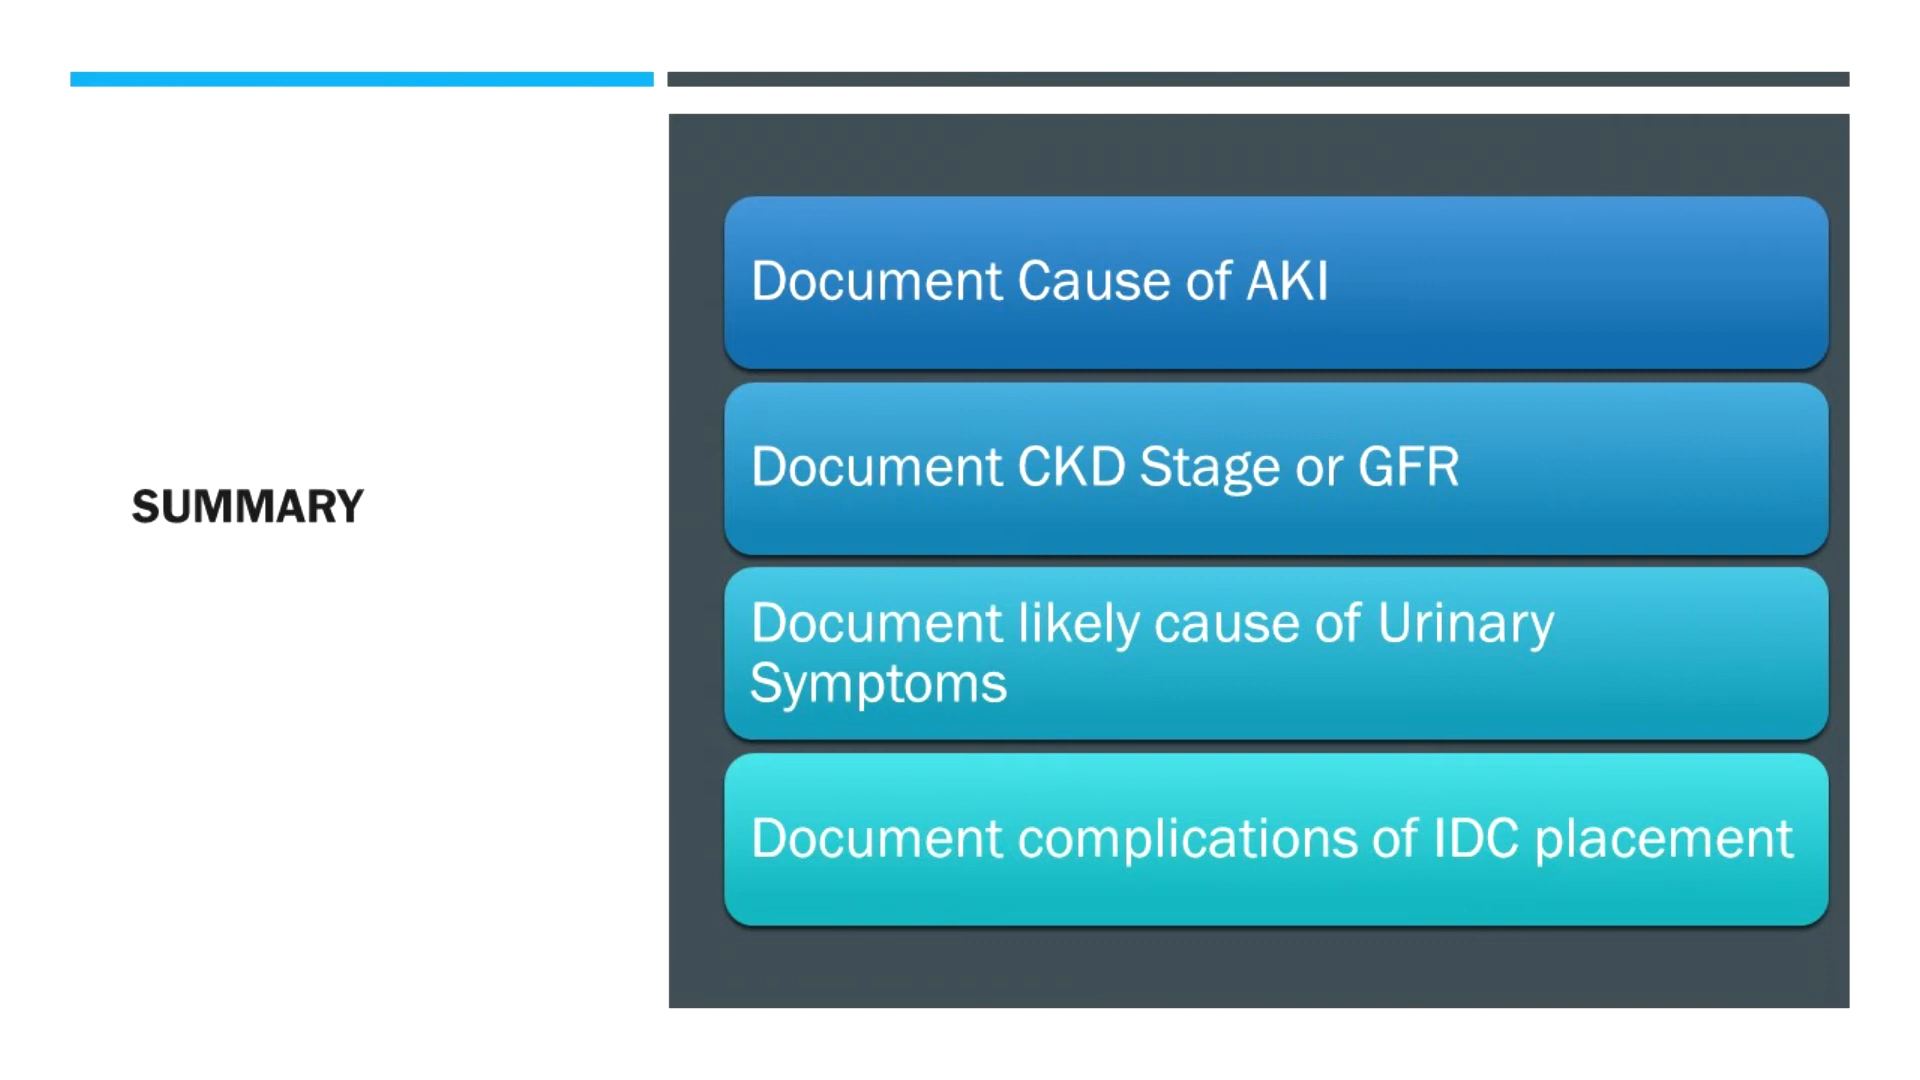 SUMMARY
Document Cause of AKI
Document CKD Stage or GFR
Document likely cause of Urinary
Symptoms
Document complications of IDC placement